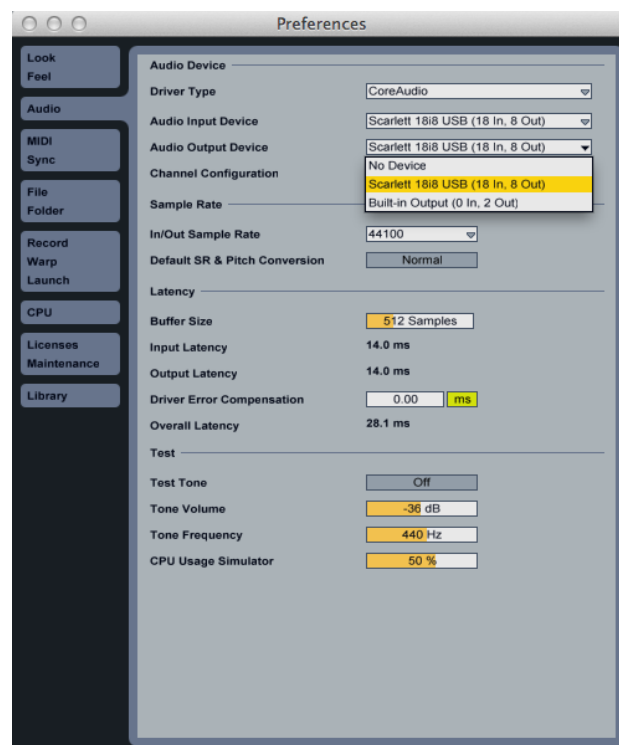 Preferences
Look
Feel
Audio
MIDI
Sync
File
Folder
Record
Warp
Launch
CPU
Licenses
Maintenance
Library
Audio Device
Driver Type CoreAudio
Audio Input Device Scarlett 18i8 USB (18 In, 8 Out)
Audio Output Device Scarlett 18i8 USB (18 In, 8 Out)
No Device
Channel Configuration Scarlett 18i8 USB (18 In, 8 Out)
Built-in Output (0 In, 2 Out)
Sample Rate
In/Out Sample Rate 44100
Default SR & Pitch Conversion Normal
Latency
Buffer Size 512 Samples
Input Latency 14.0 ms
Output Latency 14.0 ms
Driver Error Compensation 0.00 ms
Overall Latency 28.1 ms
Test
Test Tone Off
Tone Volume -36 dB
Tone Frequency 440 Hz
CPU Usage Simulator 50 %